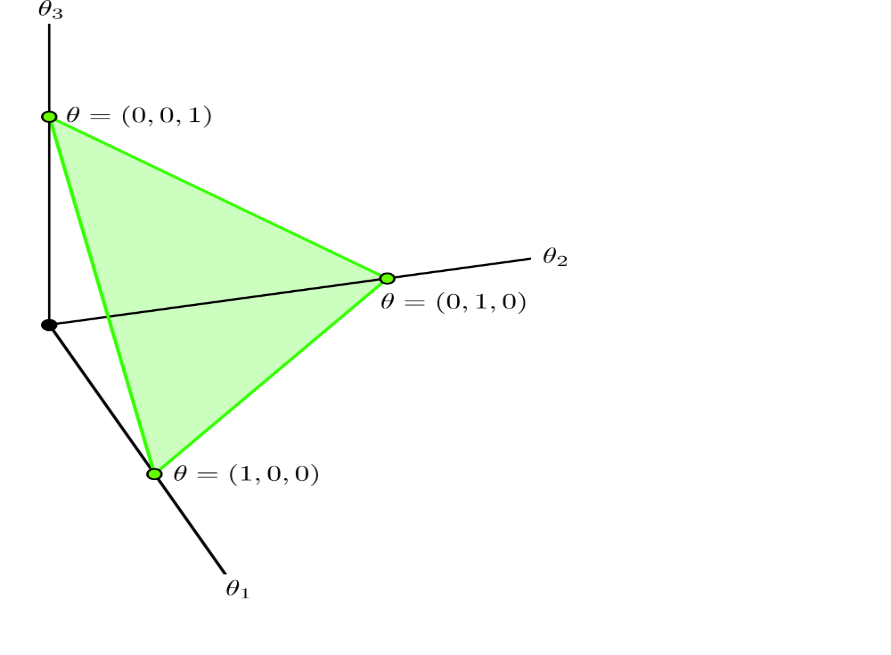 θ₃
θ = (0, 0, 1)
θ₂
θ = (0, 1, 0)
θ = (1, 0, 0)
θ₁